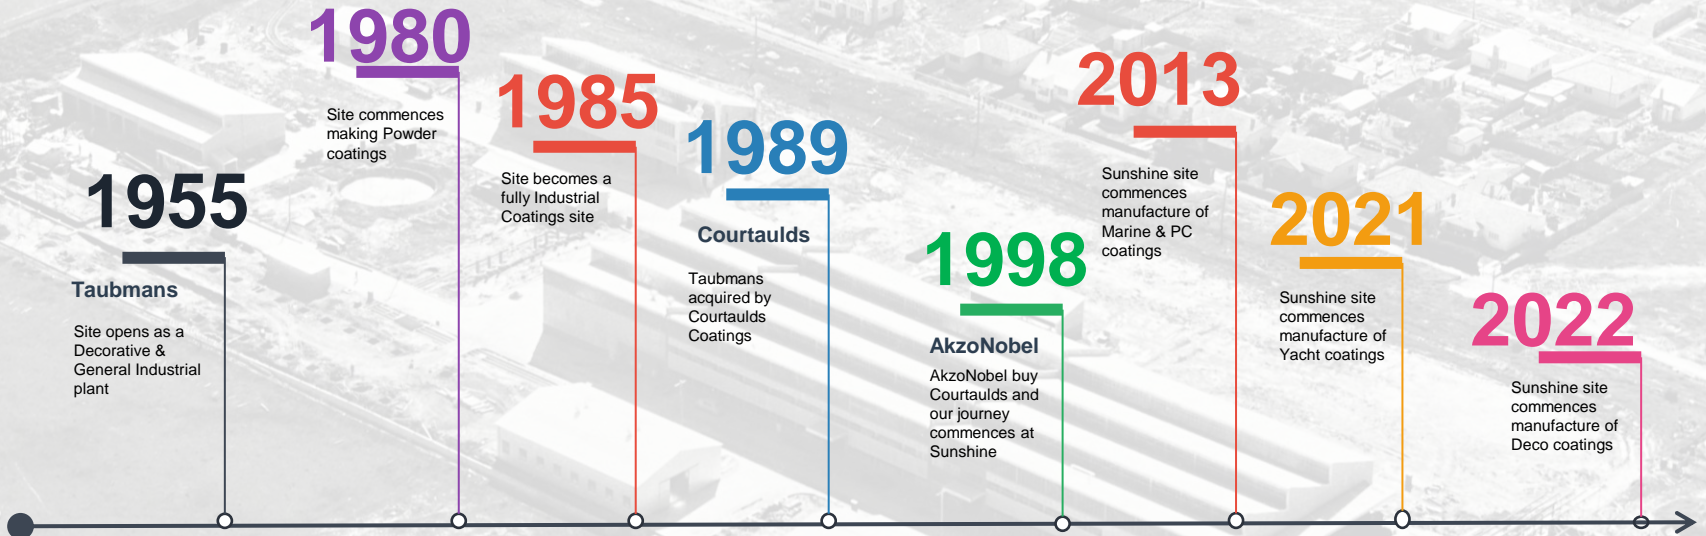 1955
Taubmans
Site opens as a
Decorative &
General Industrial
plant
1980
Site commences
making Powder
coatings
1985
Site becomes a
fully Industrial
Coatings site
1989
Courtaulds
Taubmans
acquired by
Courtaulds
Coatings
1998
AkzoNobel
AkzoNobel buy
Courtaulds and
our journey
commences at
Sunshine
2013
Sunshine site
commences
manufacture of
Marine & PC
coatings
2021
Sunshine site
commences
manufacture of
Yacht coatings
2022
Sunshine site
commences
manufacture of
Deco coatings